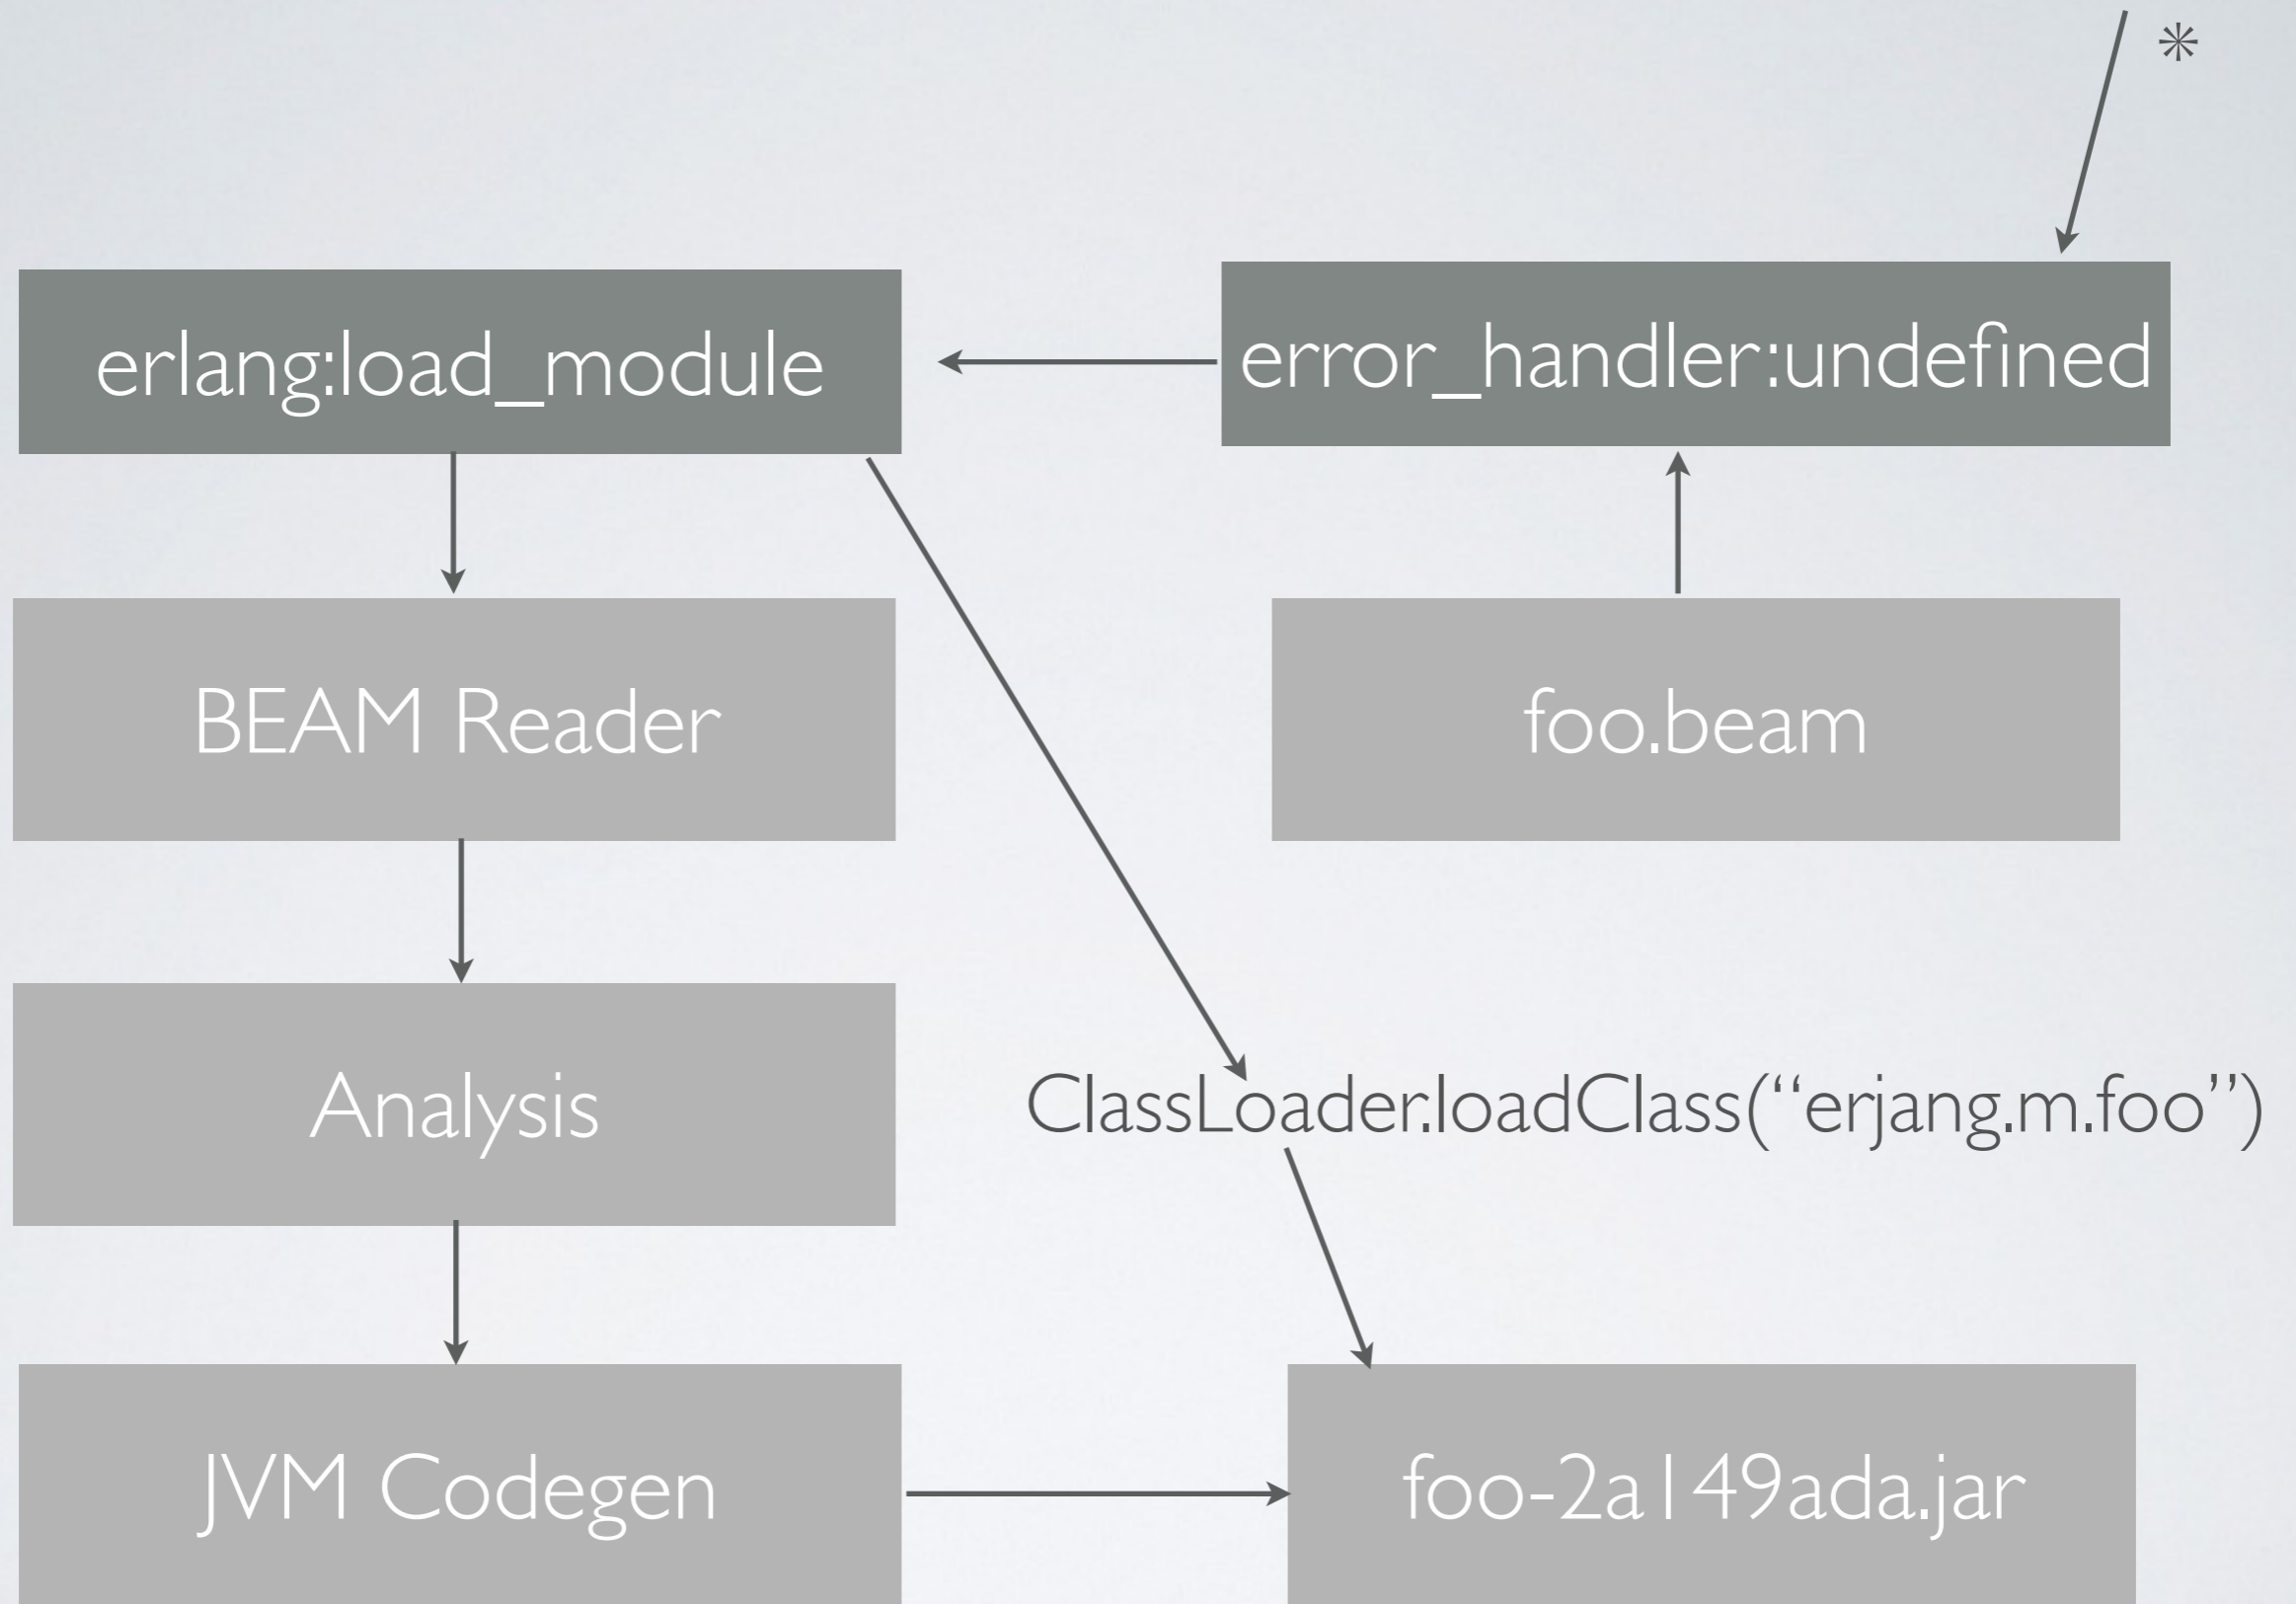 *
erlang:load_module
error_handler:undefined
BEAM Reader
foo.beam
Analysis
ClassLoader.loadClass(“erjang.m.foo”)
JVM Codegen
foo-2a149ada.jar